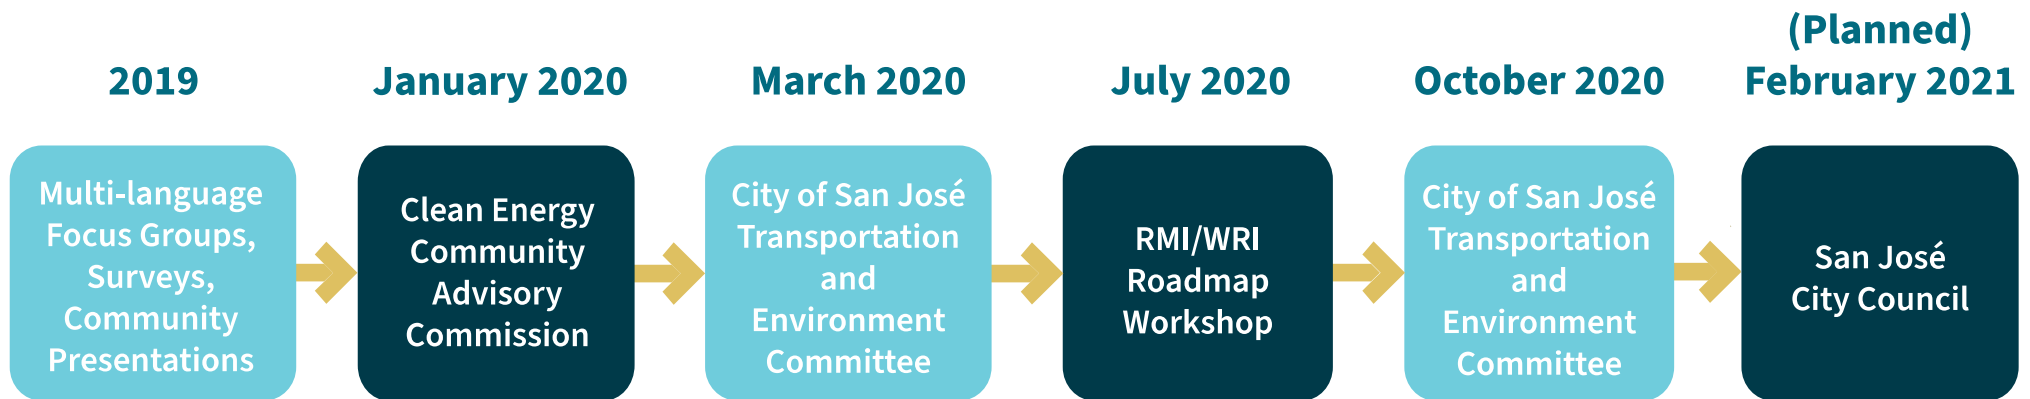 2019
Multi-language
Focus Groups,
Surveys,
Community
Presentations
January 2020
Clean Energy
Community
Advisory
Commission
March 2020
City of San José
Transportation
and
Environment
Committee
July 2020
RMI/WRI
Roadmap
Workshop
October 2020
City of San José
Transportation
and
Environment
Committee
(Planned)
February 2021
San José
City Council